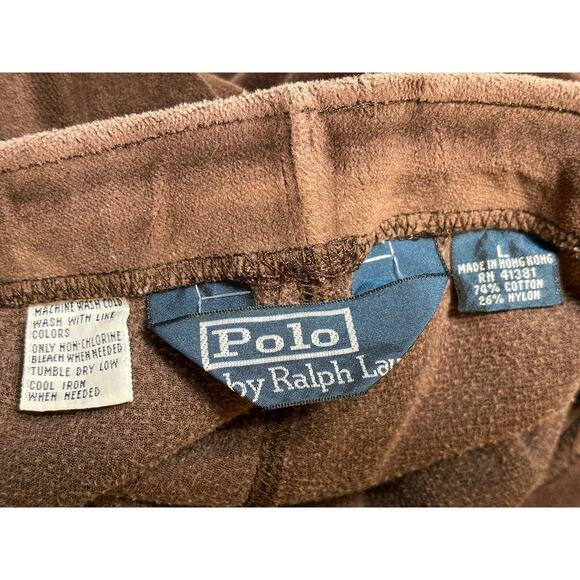 MACHINE WASH COLD
WASH WITH LIKE
COLORS
ONLY NON-CHLORINE
BLEACH WHEN NEEDED
TUMBLE DRY LOW
COOL IRON
WHEN NEEDED
Polo
by Ralph Lau
L
MADE IN HONG KONG
RN 41381
74% COTTON
26% NYLON